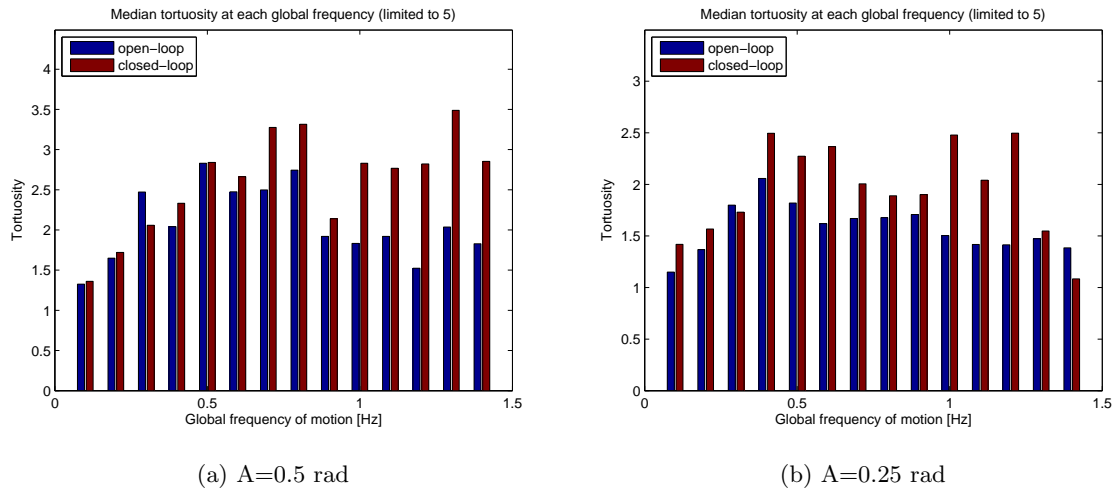 Median tortuosity at each global frequency (limited to 5)
open-loop
closed-loop
Tortuosity
4
3.5
3
2.5
2
1.5
1
0.5
0
0 0.5 1 1.5
Global frequency of motion [Hz]
(a) A=0.5 rad
Median tortuosity at each global frequency (limited to 5)
open-loop
closed-loop
Tortuosity
3
2.5
2
1.5
1
0.5
0
0 0.5 1 1.5
Global frequency of motion [Hz]
(b) A=0.25 rad